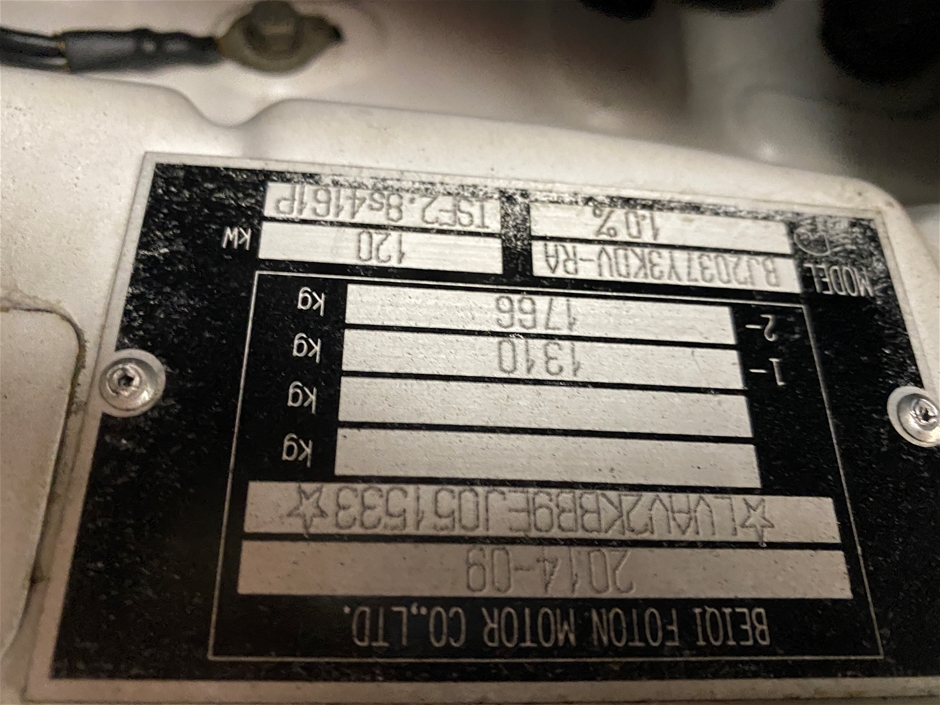 BEIQI FOTON MOTOR CO.,LTD.
2014-09
☆LVAV2KBB9EJ051533☆
kg
kg
1- 1310 kg
2- 1766 kg
MODEL BJ2037Y3KDV-RA 120 kW
1.0% ISF2.8s4161P